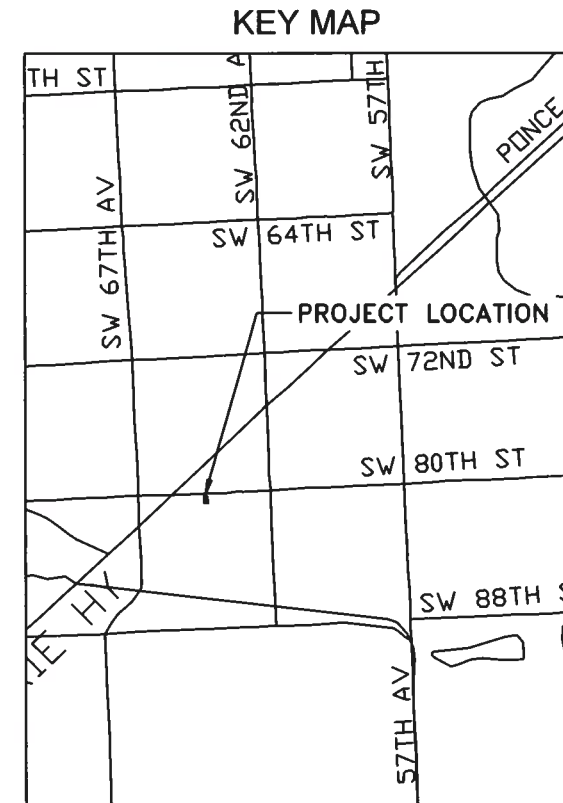 KEY MAP
TH ST
SW 62ND A
SW 57TH
PONCE
SW 67TH AV
SW 64TH ST
PROJECT LOCATION
SW 72ND ST
SW 80TH ST
SW 88TH S
IE HY
57TH AV